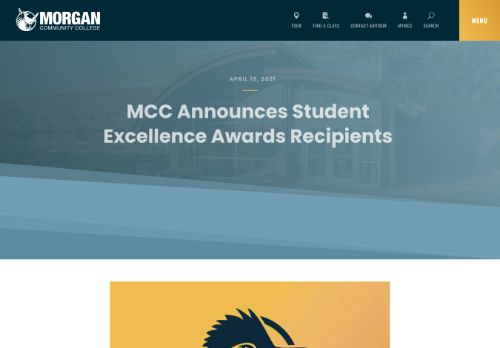 MORGAN
COMMUNITY COLLEGE
TOUR
FIND A CLASS
CONTACT ADVISOR
MYMCC
SEARCH
MENU
APRIL 15, 2021
MCC Announces Student
Excellence Awards Recipients